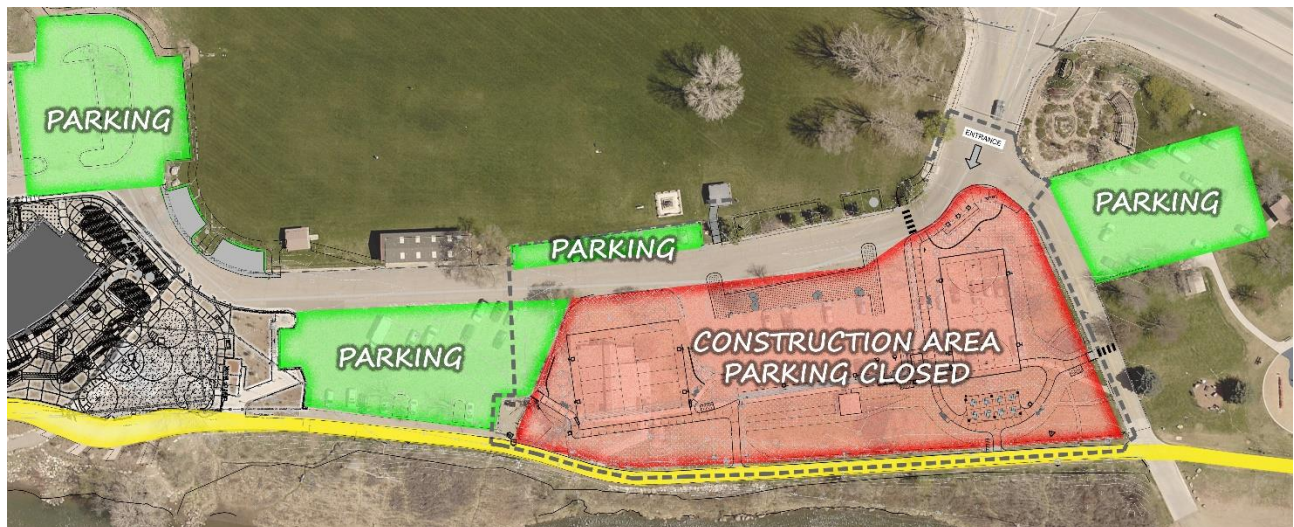 PARKING
ENTRANCE
PARKING
PARKING
PARKING
CONSTRUCTION AREA
PARKING CLOSED